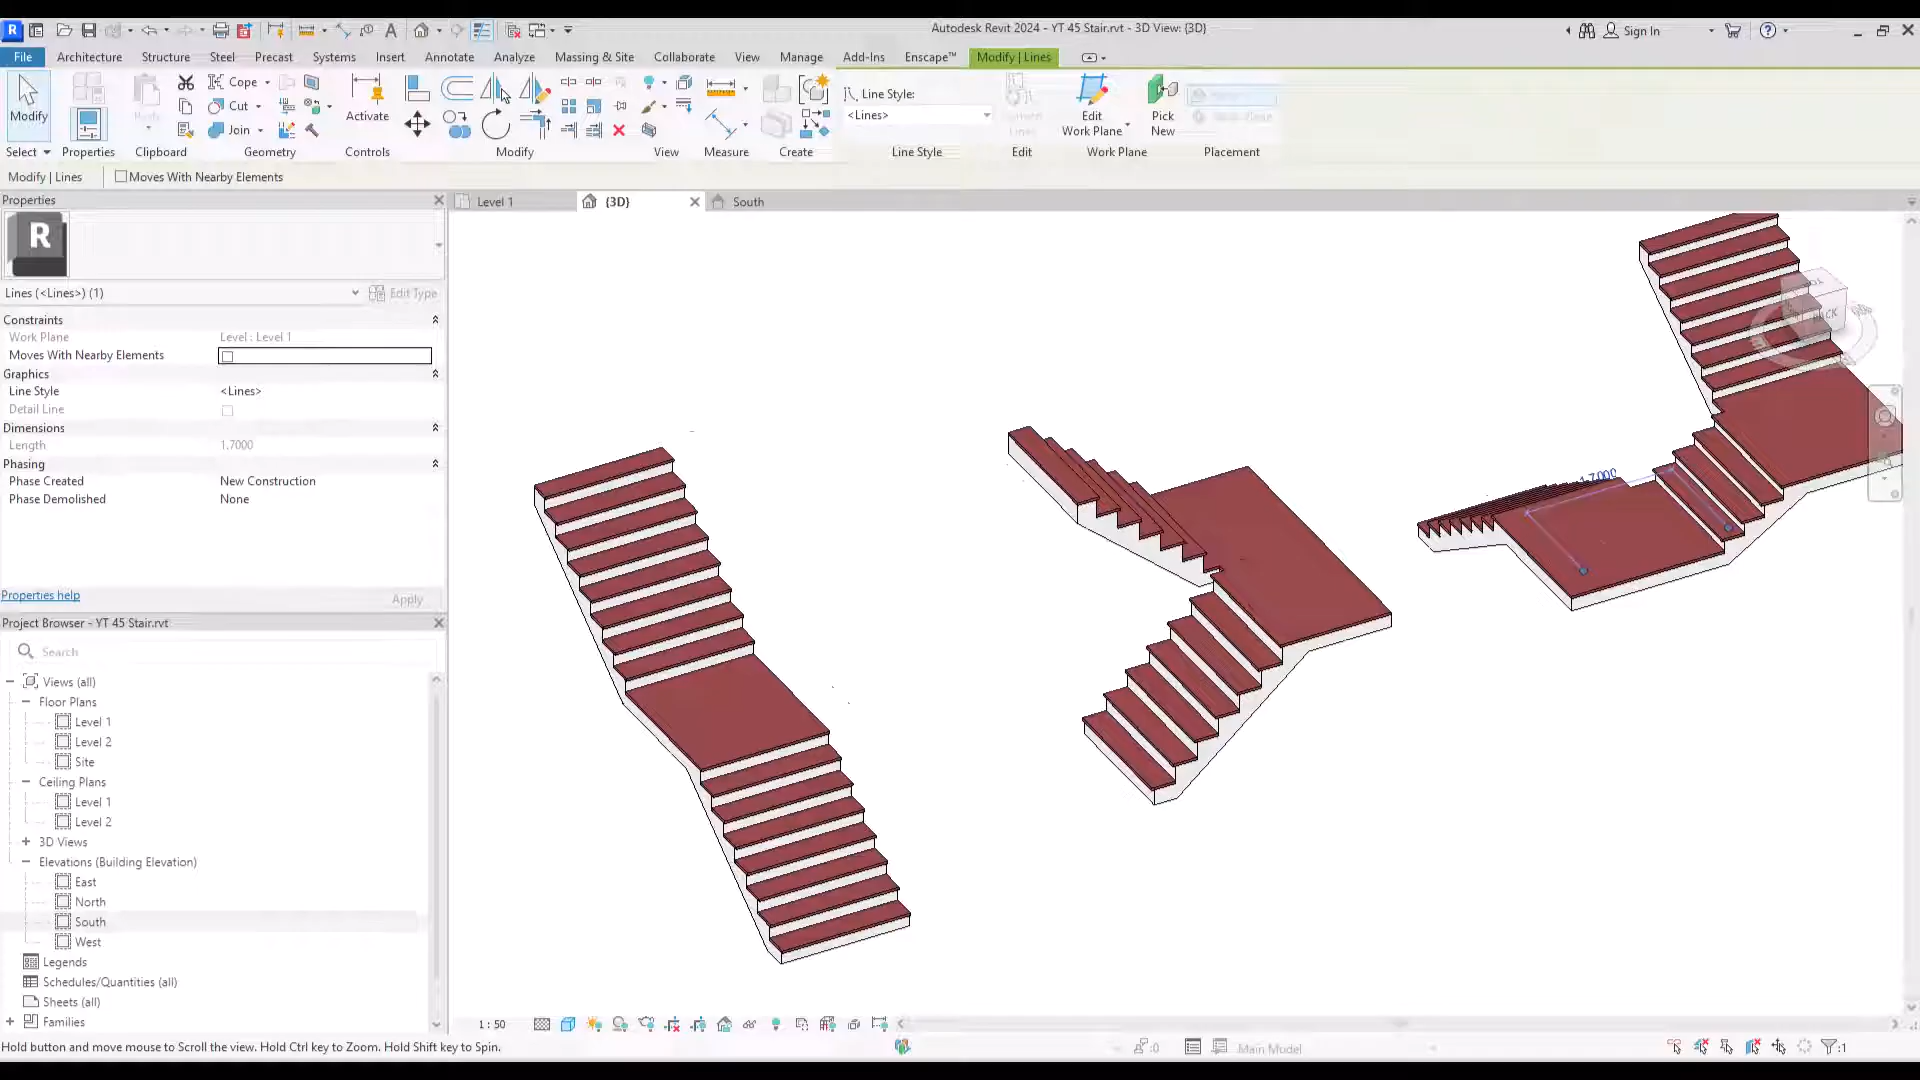 Autodesk Revit 2024 - YT 45 Stair.rvt - 3D View: {3D}
Sign In
File Architecture Structure Steel Precast Systems Insert Annotate Analyze Massing & Site Collaborate View Manage Add-Ins Enscape™ Modify | Lines
Modify
Cope
Cut
Join
Activate
Line Style:
<Lines>
Edit
Work Plane
Pick
New
Select Properties Clipboard Geometry Controls Modify View Measure Create Line Style Edit Work Plane Placement
Modify | Lines
Moves With Nearby Elements
Properties
Level 1
{3D}
South
R
Lines (<Lines>) (1)
Edit Type
Constraints
Work Plane Level : Level 1
Moves With Nearby Elements
Graphics
Line Style <Lines>
Detail Line
Dimensions
Length 1.7000
Phasing
Phase Created New Construction
Phase Demolished None
Properties help
Apply
Project Browser - YT 45 Stair.rvt
Search
Views (all)
Floor Plans
Level 1
Level 2
Site
Ceiling Plans
Level 1
Level 2
3D Views
Elevations (Building Elevation)
East
North
South
West
Legends
Schedules/Quantities (all)
Sheets (all)
Families
1.7000
BACK
1 : 50
Hold button and move mouse to Scroll the view. Hold Ctrl key to Zoom. Hold Shift key to Spin.
:0
Main Model
:1